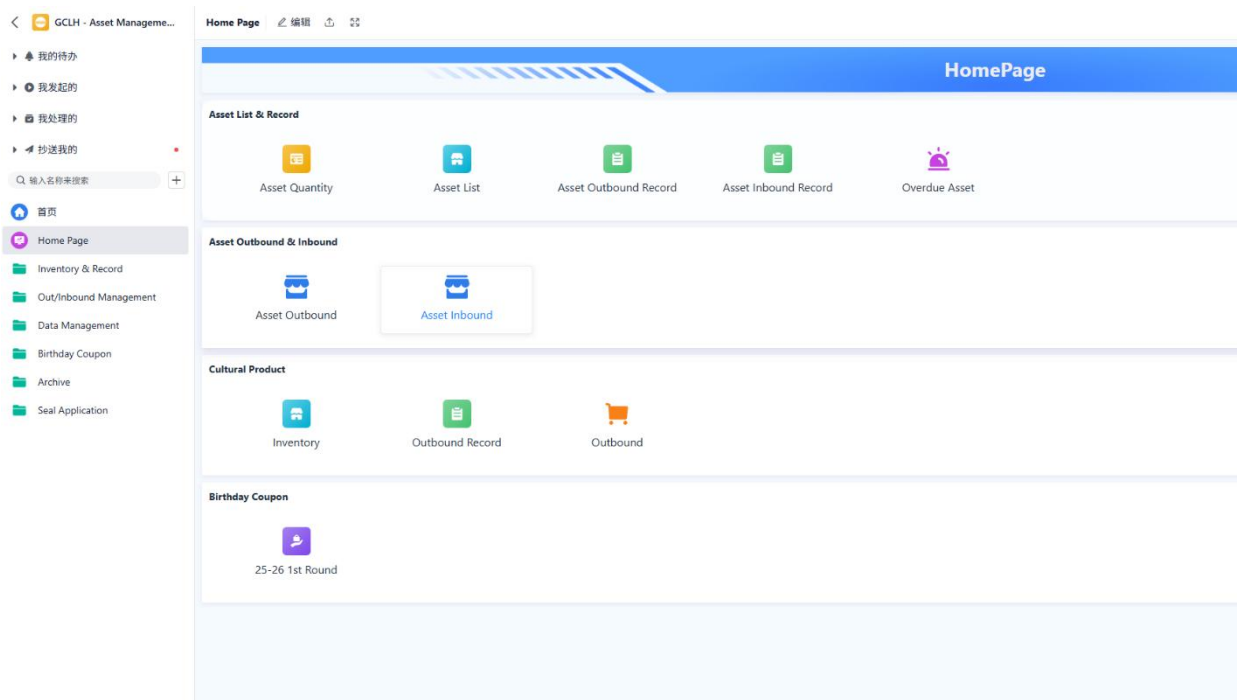 GCLH - Asset Manageme...
我的待办
我发起的
我处理的
抄送我的
输入名称来搜索
首页
Home Page
Inventory & Record
Out/Inbound Management
Data Management
Birthday Coupon
Archive
Seal Application
Home Page 编辑
HomePage
Asset List & Record
Asset Quantity Asset List Asset Outbound Record Asset Inbound Record Overdue Asset
Asset Outbound & Inbound
Asset Outbound Asset Inbound
Cultural Product
Inventory Outbound Record Outbound
Birthday Coupon
25-26 1st Round